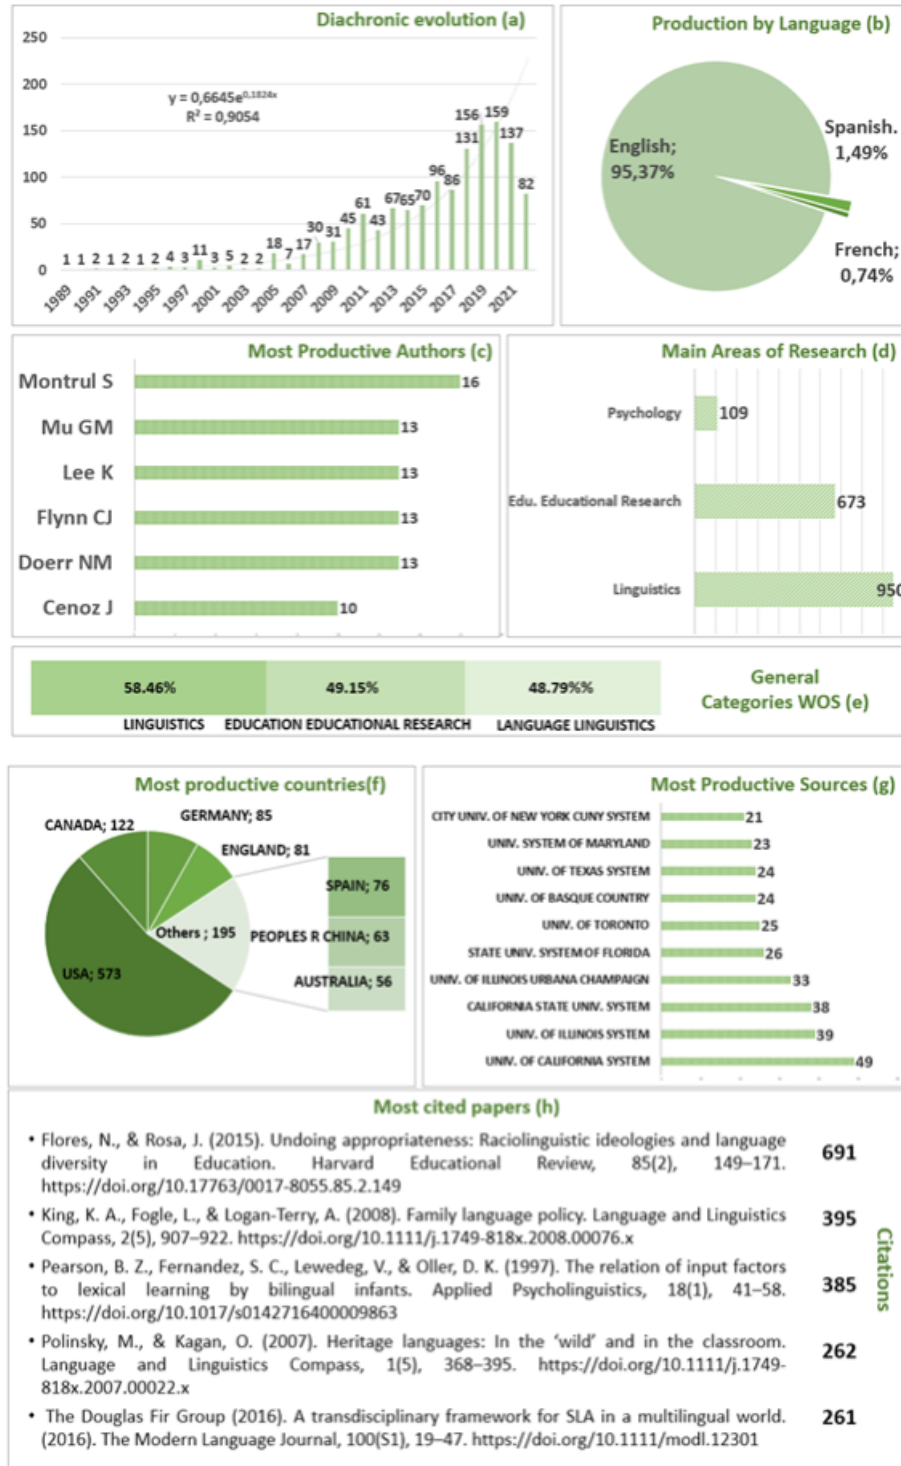 Diachronic evolution (a)
250
200
150
100
50
0
y = 0,6645e^0,1824x
R² = 0,9054
1 1 2 1 2 1 2 4 3 11 3 5 2 2 18 7 17 30 31 45 61 43 67 65 70 96 86 131 156 159 137 82
1989 1991 1993 1995 1997 1999 2001 2003 2005 2007 2009 2011 2013 2015 2017 2019 2021
Production by Language (b)
English;
95,37%
Spanish.
1,49%
French;
0,74%
Most Productive Authors (c)
Montrul S 16
Mu GM 13
Lee K 13
Flynn CJ 13
Doerr NM 13
Cenoz J 10
Main Areas of Research (d)
Psychology 109
Edu. Educational Research 673
Linguistics 950
58.46% 49.15% 48.79%%
LINGUISTICS EDUCATION EDUCATIONAL RESEARCH LANGUAGE LINGUISTICS
General
Categories WOS (e)
Most productive countries(f)
CANADA; 122
GERMANY; 85
ENGLAND; 81
SPAIN; 76
Others ; 195
PEOPLES R CHINA; 63
USA; 573
AUSTRALIA; 56
Most Productive Sources (g)
CITY UNIV. OF NEW YORK CUNY SYSTEM 21
UNIV. SYSTEM OF MARYLAND 23
UNIV. OF TEXAS SYSTEM 24
UNIV. OF BASQUE COUNTRY 24
UNIV. OF TORONTO 25
STATE UNIV. SYSTEM OF FLORIDA 26
UNIV. OF ILLINOIS URBANA CHAMPAIGN 33
CALIFORNIA STATE UNIV. SYSTEM 38
UNIV. OF ILLINOIS SYSTEM 39
UNIV. OF CALIFORNIA SYSTEM 49
Most cited papers (h)
• Flores, N., & Rosa, J. (2015). Undoing appropriateness: Raciolinguistic ideologies and language
diversity in Education. Harvard Educational Review, 85(2), 149–171.
https://doi.org/10.17763/0017-8055.85.2.149
691
• King, K. A., Fogle, L., & Logan-Terry, A. (2008). Family language policy. Language and Linguistics
Compass, 2(5), 907–922. https://doi.org/10.1111/j.1749-818x.2008.00076.x
395
• Pearson, B. Z., Fernandez, S. C., Lewedeg, V., & Oller, D. K. (1997). The relation of input factors
to lexical learning by bilingual infants. Applied Psycholinguistics, 18(1), 41–58.
https://doi.org/10.1017/s0142716400009863
385
• Polinsky, M., & Kagan, O. (2007). Heritage languages: In the ‘wild’ and in the classroom.
Language and Linguistics Compass, 1(5), 368–395. https://doi.org/10.1111/j.1749-
818x.2007.00022.x
262
• The Douglas Fir Group (2016). A transdisciplinary framework for SLA in a multilingual world.
(2016). The Modern Language Journal, 100(S1), 19–47. https://doi.org/10.1111/modl.12301
261
Citations